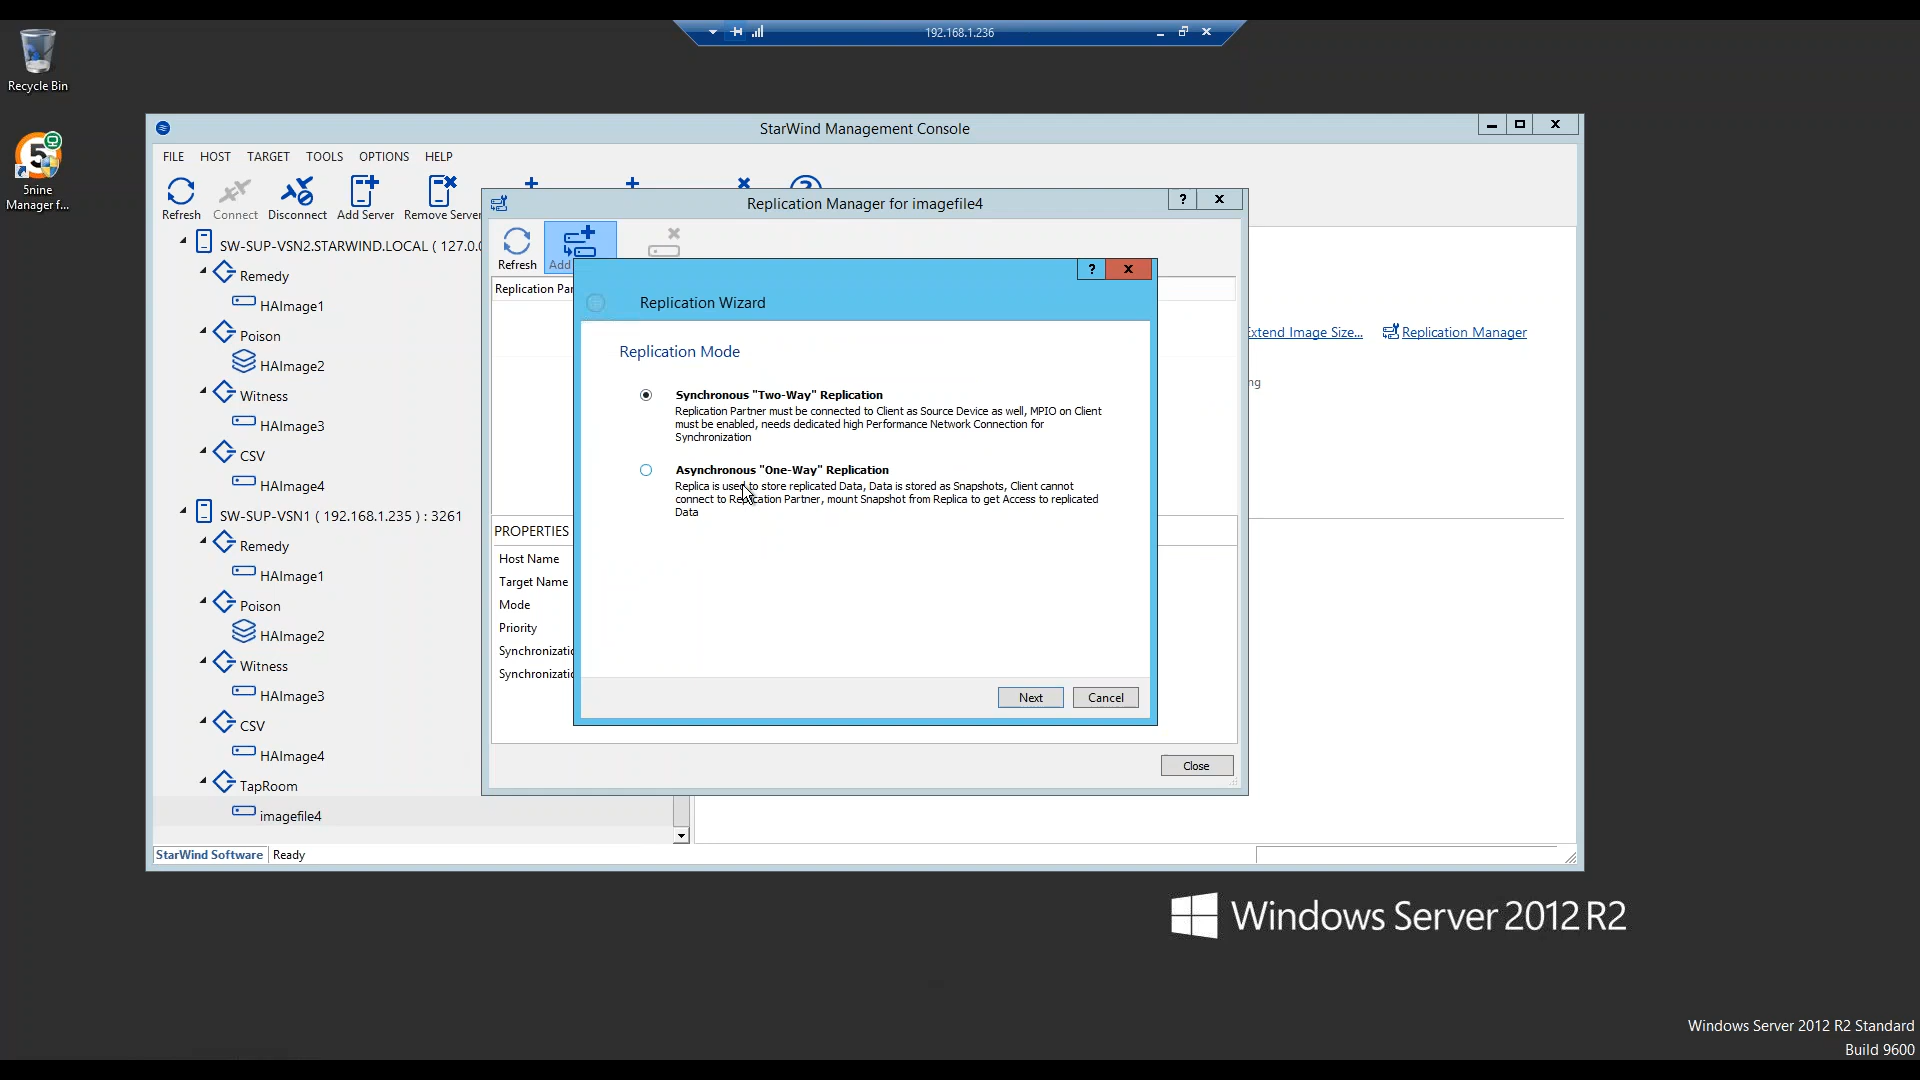 192.168.1.236
Recycle Bin
5nine
Manager f...
StarWind Management Console
FILE HOST TARGET TOOLS OPTIONS HELP
Refresh Connect Disconnect Add Server Remove Server
SW-SUP-VSN2.STARWIND.LOCAL ( 127.0.
Remedy
HAImage1
Poison
HAImage2
Witness
HAImage3
CSV
HAImage4
SW-SUP-VSN1 ( 192.168.1.235 ) : 3261
Remedy
HAImage1
Poison
HAImage2
Witness
HAImage3
CSV
HAImage4
TapRoom
imagefile4
StarWind Software Ready
Replication Manager for imagefile4
Refresh Add
Replication Par
PROPERTIES
Host Name
Target Name
Mode
Priority
Synchronizatio
Synchronizatio
Close
Replication Wizard
Replication Mode
Synchronous "Two-Way" Replication
Replication Partner must be connected to Client as Source Device as well, MPIO on Client
must be enabled, needs dedicated high Performance Network Connection for
Synchronization
Asynchronous "One-Way" Replication
Replica is used to store replicated Data, Data is stored as Snapshots, Client cannot
connect to Replication Partner, mount Snapshot from Replica to get Access to replicated
Data
Next Cancel
Extend Image Size... Replication Manager
ng
Windows Server 2012 R2
Windows Server 2012 R2 Standard
Build 9600